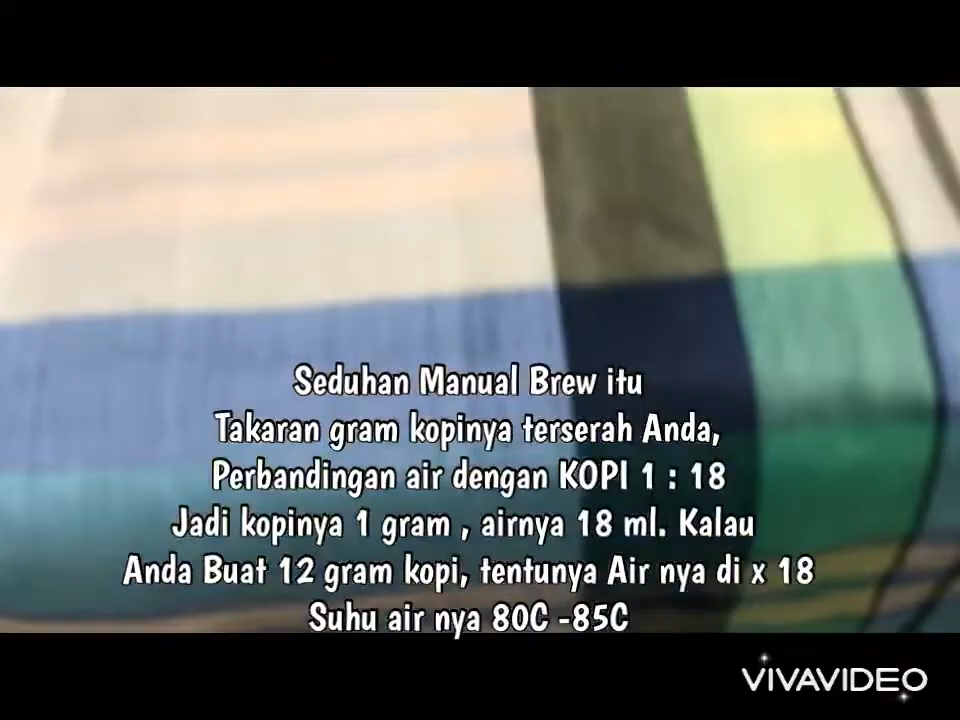 Seduhan Manual Brew itu
Takaran gram kopinya terserah Anda,
Perbandingan air dengan KOPI 1 : 18
Jadi kopinya 1 gram , airnya 18 ml. Kalau
Anda Buat 12 gram kopi, tentunya Air nya di x 18
Suhu air nya 80C -85C
VIVAVIDEO